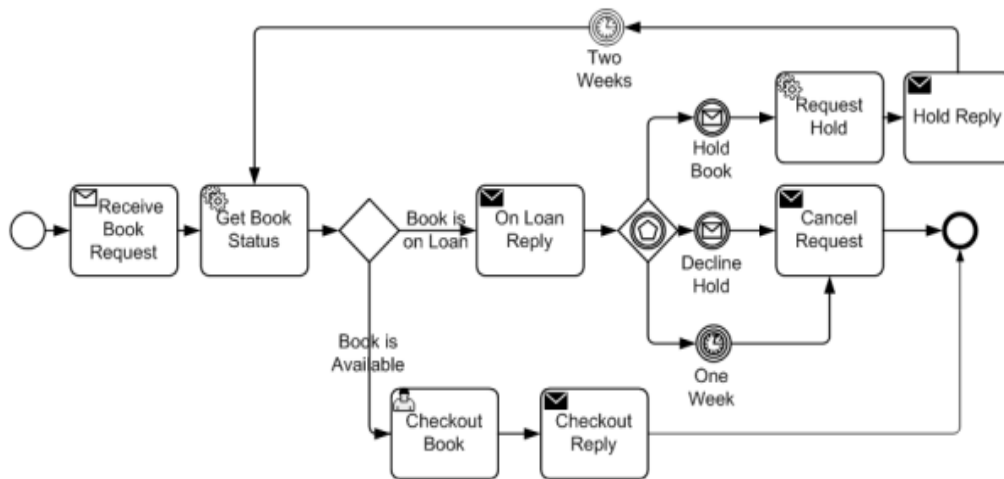 Two
Weeks
Request
Hold
Hold Reply
Hold
Book
Receive
Book
Request
Get Book
Status
Book is
on Loan
On Loan
Reply
Cancel
Request
Decline
Hold
Book is
Available
One
Week
Checkout
Book
Checkout
Reply